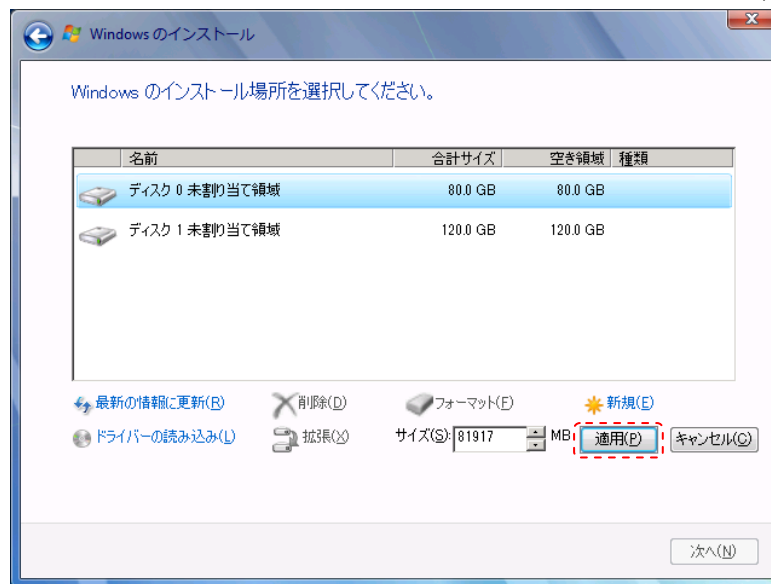 Windows のインストール
Windows のインストール場所を選択してください。
名前 合計サイズ 空き領域 種類
ディスク 0 未割り当て領域 80.0 GB 80.0 GB
ディスク 1 未割り当て領域 120.0 GB 120.0 GB
最新の情報に更新(R) 削除(D) フォーマット(F) 新規(E)
ドライバーの読み込み(L) 拡張(X) サイズ(S): 81917 MB 適用(P) キャンセル(C)
次へ(N)